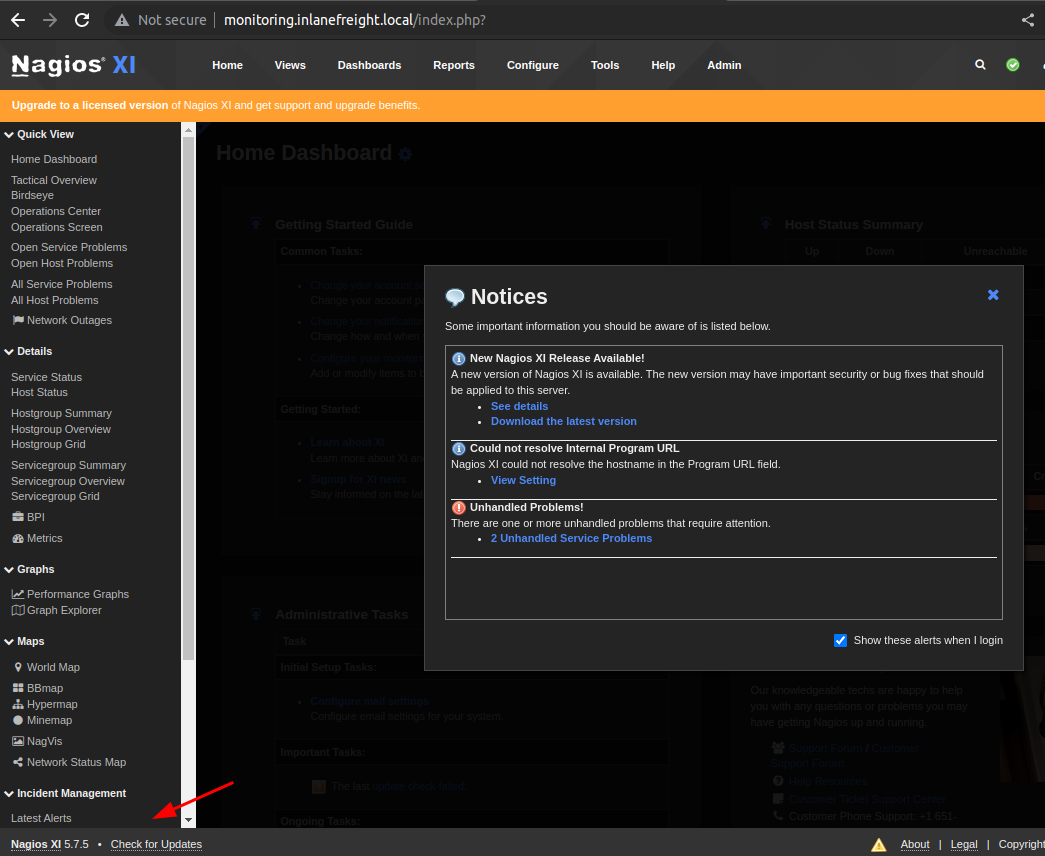 Not secure | monitoring.inlanefreight.local/index.php?
Nagios® XI
Home Views Dashboards Reports Configure Tools Help Admin
Upgrade to a licensed version of Nagios XI and get support and upgrade benefits.
Quick View
Home Dashboard
Tactical Overview
Birdseye
Operations Center
Operations Screen
Open Service Problems
Open Host Problems
All Service Problems
All Host Problems
Network Outages
Details
Service Status
Host Status
Hostgroup Summary
Hostgroup Overview
Hostgroup Grid
Servicegroup Summary
Servicegroup Overview
Servicegroup Grid
BPI
Metrics
Graphs
Performance Graphs
Graph Explorer
Maps
World Map
BBmap
Hypermap
Minemap
NagVis
Network Status Map
Incident Management
Latest Alerts
Home Dashboard
Getting Started Guide
Common Tasks:
Change your account
Change your account
Change your notification
Change how and when
Configure your
Add or modify items to
Getting Started:
Learn about XI
Learn more about XI
Signup for XI news
Stay informed on the
Host Status Summary
Up Down Unreachable
Notices
Some important information you should be aware of is listed below.
New Nagios XI Release Available!
A new version of Nagios XI is available. The new version may have important security or bug fixes that should
be applied to this server.
• See details
• Download the latest version
Could not resolve Internal Program URL
Nagios XI could not resolve the hostname in the Program URL field.
• View Setting
Unhandled Problems!
There are one or more unhandled problems that require attention.
• 2 Unhandled Service Problems
Show these alerts when I login
Administrative Tasks
Task
Initial Setup Tasks:
Configure email settings
Configure email settings for your system.
Important Tasks:
The last update check failed.
Ongoing Tasks:
Our knowledgeable techs are happy to help
you with any questions or problems you may
have getting Nagios up and running.
Support Forum / Customer
Support Forum
Help Resources
Customer Ticket Support Center
Customer Phone Support: +1 651-
Nagios XI 5.7.5 • Check for Updates
About | Legal | Copyright